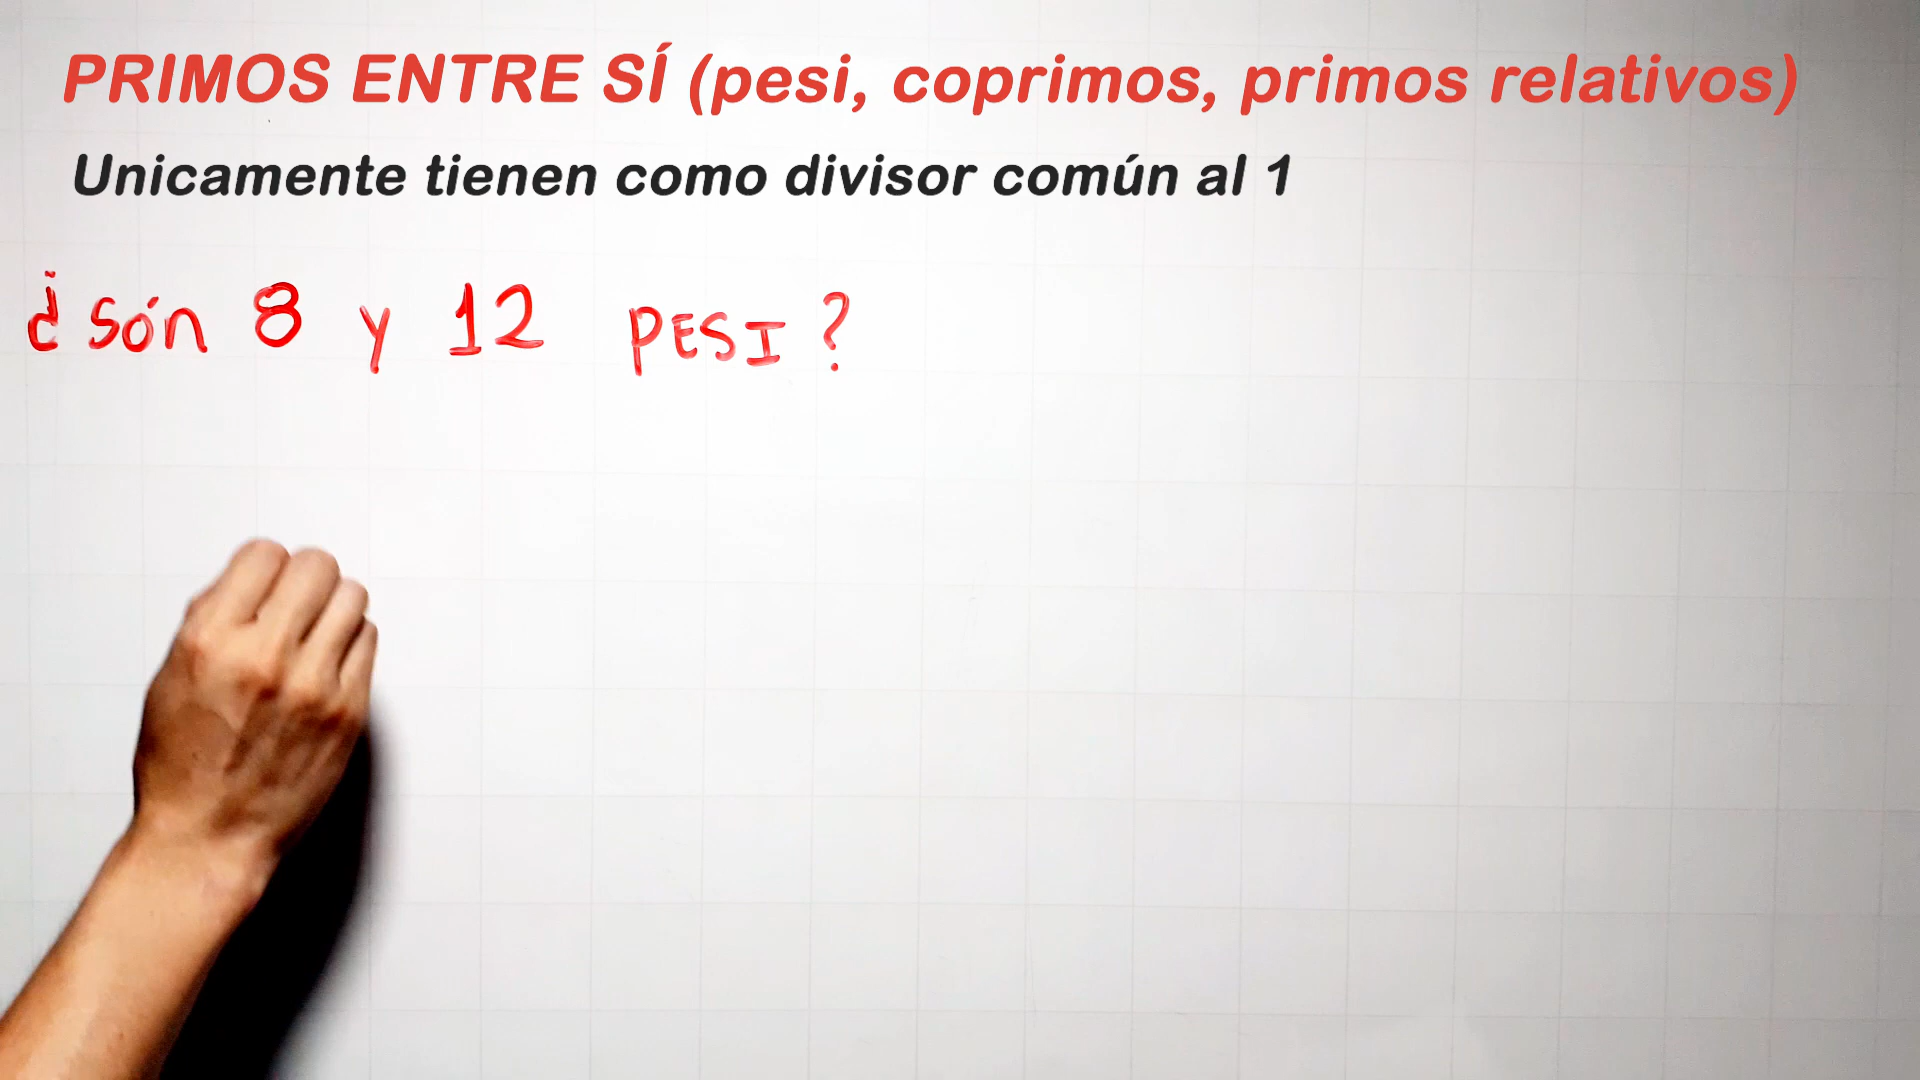 PRIMOS ENTRE SÍ (pesi, coprimos, primos relativos)
Unicamente tienen como divisor común al 1
¿ Són 8 y 12 PESI ?